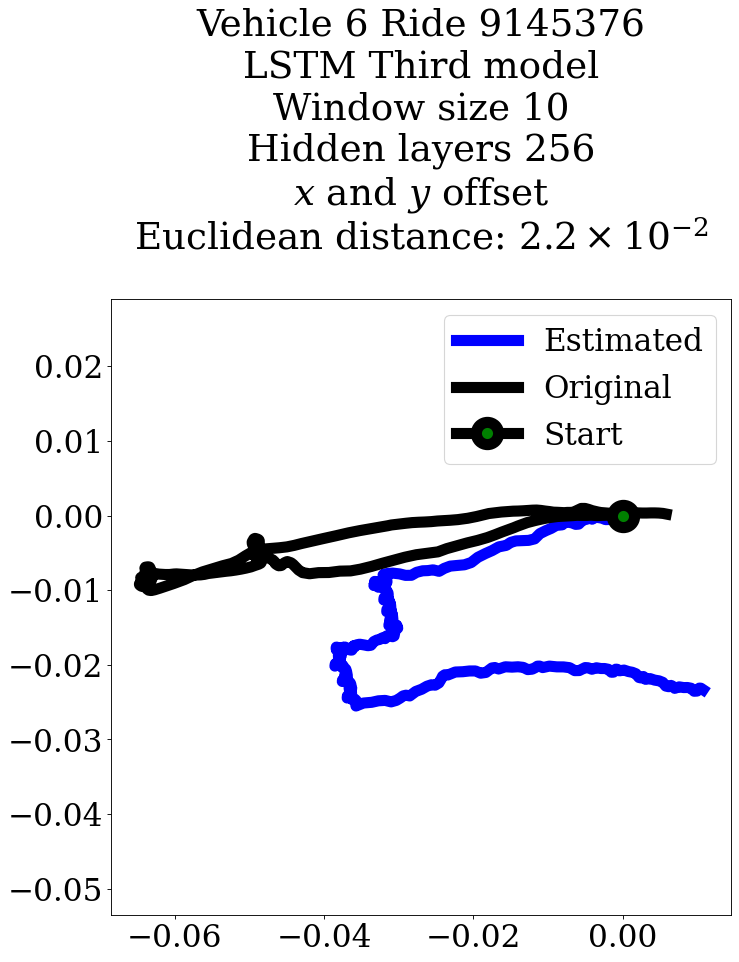 Vehicle 6 Ride 9145376
LSTM Third model
Window size 10
Hidden layers 256
x and y offset
Euclidean distance: 2.2 × 10⁻²
Estimated
Original
Start
0.02
0.01
0.00
−0.01
−0.02
−0.03
−0.04
−0.05
−0.06 −0.04 −0.02 0.00